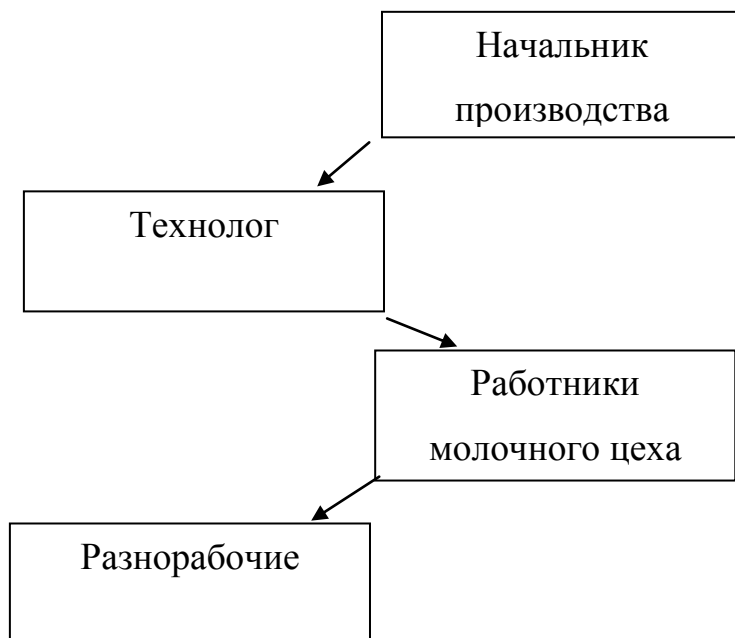 Начальник
производства
Технолог
Работники
молочного цеха
Разнорабочие